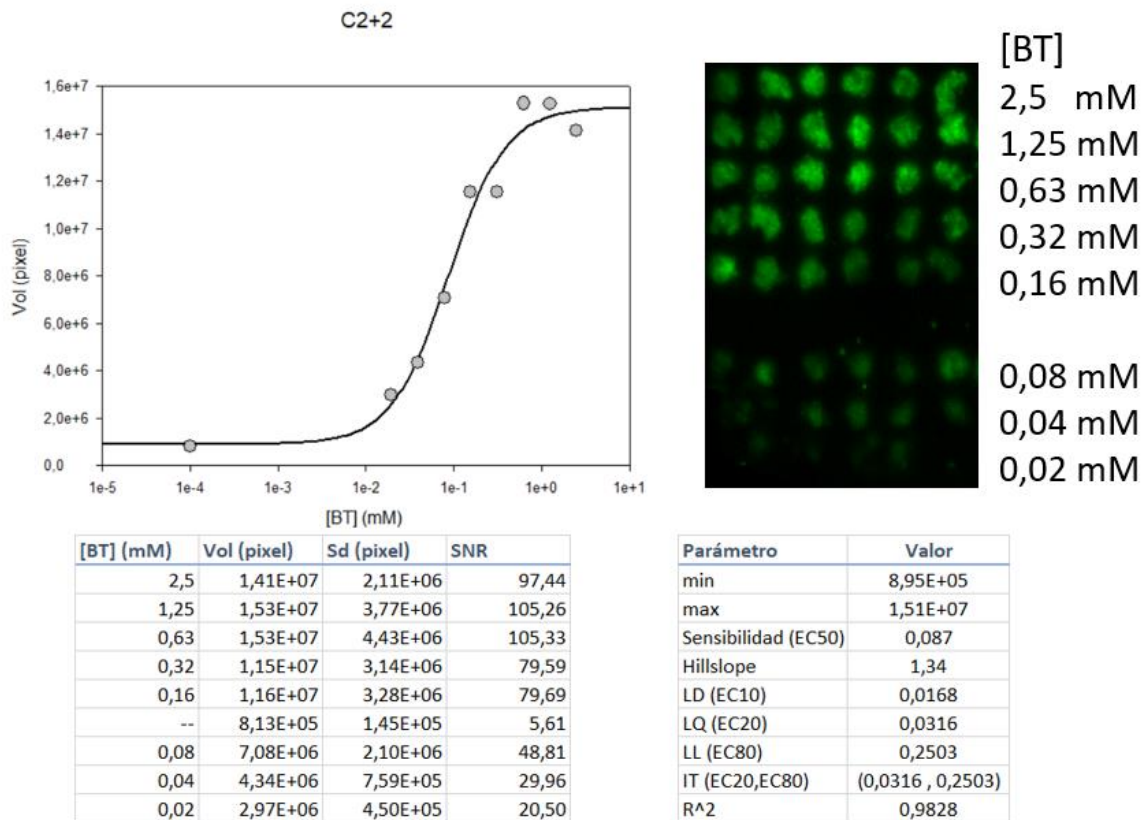 C2+2
1,6e+7
1,4e+7
1,2e+7
1,0e+7
8,0e+6
6,0e+6
4,0e+6
2,0e+6
0,0
Vol (pixel)
1e-5 1e-4 1e-3 1e-2 1e-1 1e+0 1e+1
[BT] (mM)
[BT]
2,5 mM
1,25 mM
0,63 mM
0,32 mM
0,16 mM
0,08 mM
0,04 mM
0,02 mM
[BT] (mM) Vol (pixel) Sd (pixel) SNR
2,5 1,41E+07 2,11E+06 97,44
1,25 1,53E+07 3,77E+06 105,26
0,63 1,53E+07 4,43E+06 105,33
0,32 1,15E+07 3,14E+06 79,59
0,16 1,16E+07 3,28E+06 79,69
-- 8,13E+05 1,45E+05 5,61
0,08 7,08E+06 2,10E+06 48,81
0,04 4,34E+06 7,59E+05 29,96
0,02 2,97E+06 4,50E+05 20,50
Parámetro Valor
min 8,95E+05
max 1,51E+07
Sensibilidad (EC50) 0,087
Hillslope 1,34
LD (EC10) 0,0168
LQ (EC20) 0,0316
LL (EC80) 0,2503
IT (EC20,EC80) (0,0316 , 0,2503)
R^2 0,9828